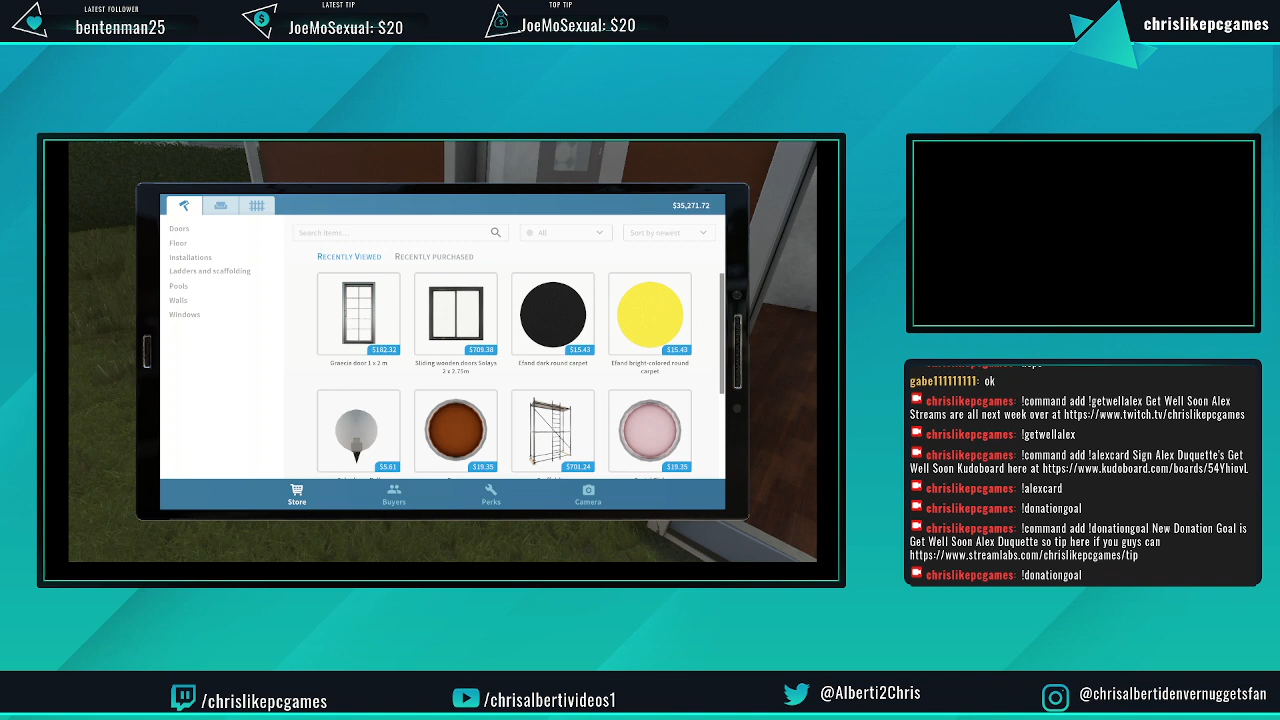 LATEST FOLLOWER
bentenman25
LATEST TIP
JoeMoSexual: $20
TOP TIP
JoeMoSexual: $20
chrislikepcgames
$35,271.72
Doors
Floor
Installations
Ladders and scaffolding
Pools
Walls
Windows
Search items...
All
Sort by newest
RECENTLY VIEWED
RECENTLY PURCHASED
$182.32
$709.38
$15.43
$15.43
Graecia door 1 x 2 m
Sliding wooden doors Solays
2 x 2.75m
Efand dark round carpet
Efand bright-colored round
carpet
$5.61
$19.35
$701.24
$19.35
Store
Buyers
Perks
Camera
gabe111111111: ok
chrislikepcgames: !command add !getwellalex Get Well Soon Alex
Streams are all next week over at https://www.twitch.tv/chrislikepcgames
chrislikepcgames: !getwellalex
chrislikepcgames: !command add !alexcard Sign Alex Duquette's Get
Well Soon Kudoboard here at https://www.kudoboard.com/boards/54YhiovL
chrislikepcgames: !alexcard
chrislikepcgames: !donationgoal
chrislikepcgames: !command add !donationgoal New Donation Goal is
Get Well Soon Alex Duquette so tip here if you guys can
https://www.streamlabs.com/chrislikepcgames/tip
chrislikepcgames: !donationgoal
/chrislikepcgames
/chrisalbertivideos1
@Alberti2Chris
@chrisalbertidenvernuggetsfan